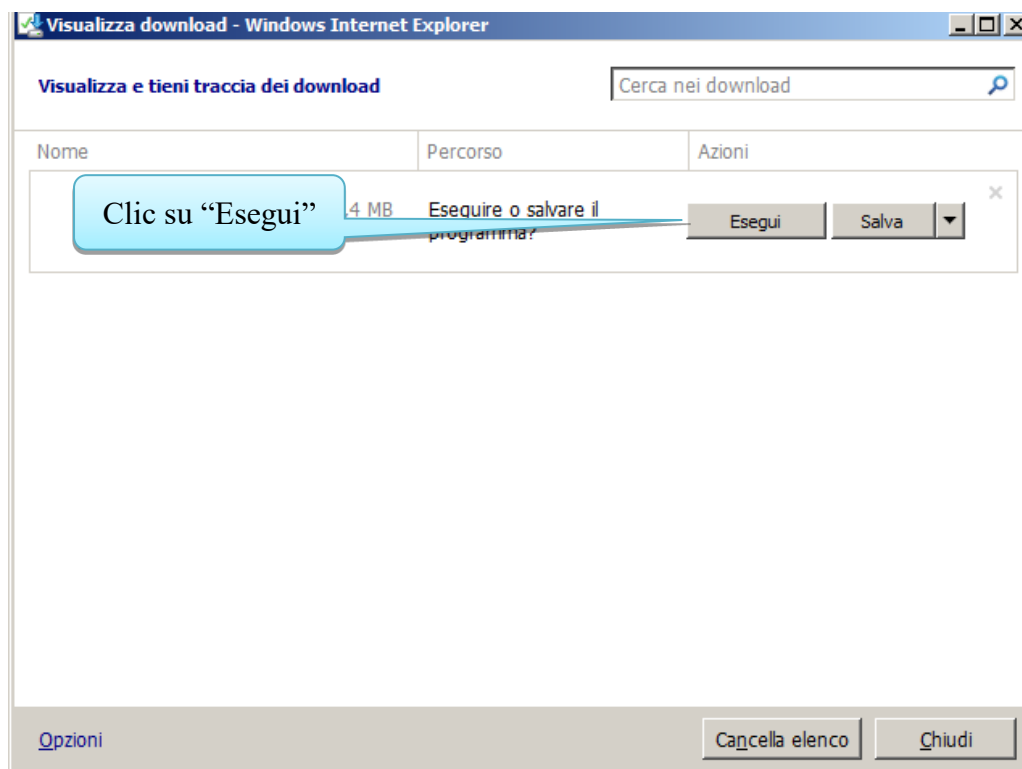 Visualizza download - Windows Internet Explorer
Visualizza e tieni traccia dei download
Cerca nei download
Nome Percorso Azioni
Clic su “Esegui”
4 MB
Eseguire o salvare il
programma?
Esegui
Salva
Opzioni
Cancella elenco
Chiudi